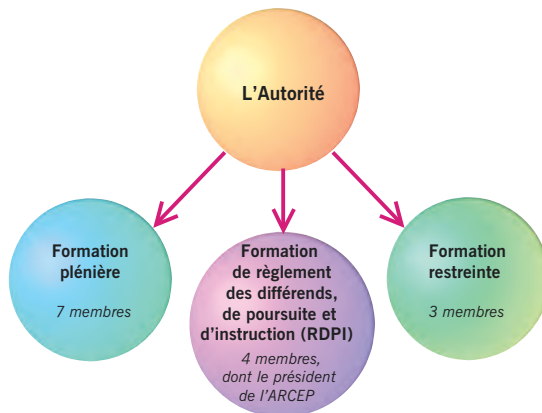 L'Autorité
Formation
plénière
7 membres
Formation
de règlement
des différends,
de poursuite et
d'instruction (RDPI)
4 membres,
dont le président
de l'ARCEP
Formation
restreinte
3 membres